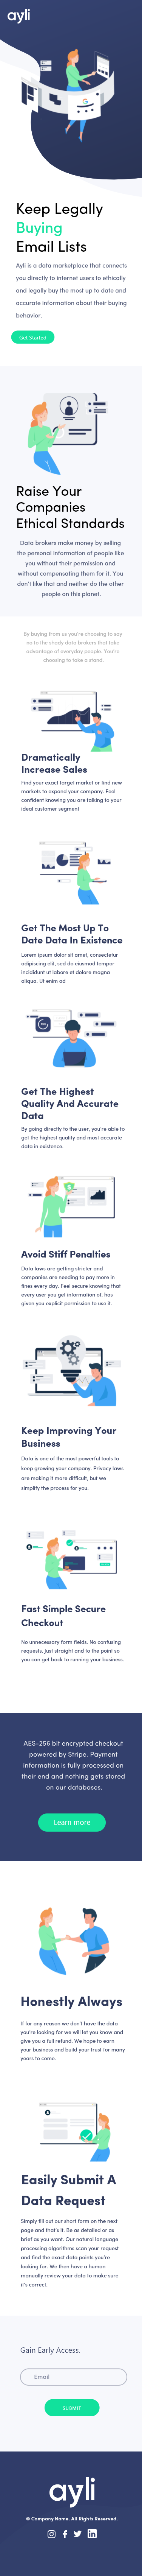 ayli
Keep Legally
Buying
Email Lists
Ayli is a data marketplace that connects
you directly to internet users to ethically
and legally buy the most up to date and
accurate information about their buying
behavior.
Get Started
Raise Your
Companies
Ethical Standards
Data brokers make money by selling
the personal information of people like
you without their permission and
without compensating them for it. You
don't like that and neither do the other
people on this planet.
By buying from us you're choosing to say
no to the shady data brokers that take
advantage of everyday people. You're
choosing to take a stand.
Dramatically
Increase Sales
Find your exact target market or find new
markets to expand your company. Feel
confident knowing you are talking to your
ideal customer segment
Get The Most Up To
Date Data In Existence
Lorem ipsum dolor sit amet, consectetur
adipiscing elit, sed do eiusmod tempor
incididunt ut labore et dolore magna
aliqua. Ut enim ad
Get The Highest
Quality And Accurate
Data
By going directly to the user, you're able to
get the highest quality and most accurate
data in existence.
Avoid Stiff Penalties
Data laws are getting stricter and
companies are needing to pay more in
fines every day. Feel secure knowing that
every user you get information of, has
given you explicit permission to use it.
Keep Improving Your
Business
Data is one of the most powerful tools to
keep growing your company. Privacy laws
are making it more difficult, but we
simplify the process for you.
Fast Simple Secure
Checkout
No unnecessary form fields. No confusing
requests. Just straight and to the point so
you can get back to running your business.
AES-256 bit encrypted checkout
powered by Stripe. Payment
information is fully processed on
their end and nothing gets stored
on our databases.
Learn more
Honestly Always
If for any reason we don't have the data
you're looking for we will let you know and
give you a full refund. We hope to earn
your business and build your trust for many
years to come.
Easily Submit A
Data Request
Simply fill out our short form on the next
page and that's it. Be as detailed or as
brief as you want. Our natural language
processing algorithms scan your request
and find the exact data points you're
looking for. We then have a human
manually review your data to make sure
it's correct.
Gain Early Access.
Email
SUBMIT
ayli
© Company Name. All Rights Reserved.